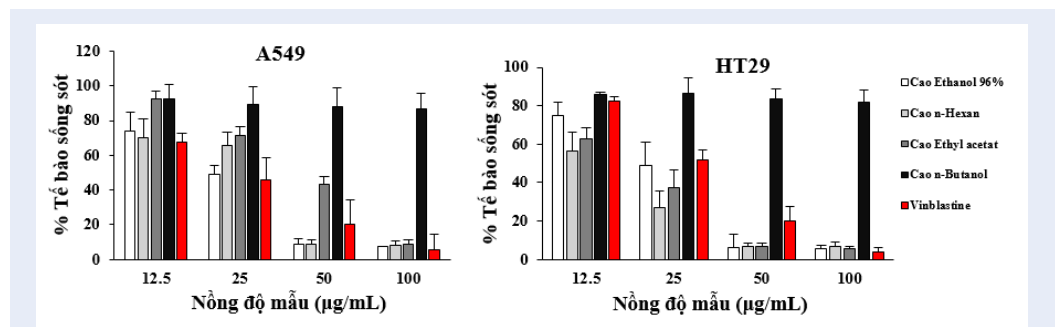 A549
% Tế bào sống sót
120
100
80
60
40
20
0
12.5
25
50
100
Nồng độ mẫu (µg/mL)
HT29
% Tế bào sống sót
100
80
60
40
20
0
12.5
25
50
100
Nồng độ mẫu (µg/mL)
Cao Ethanol 96%
Cao n-Hexan
Cao Ethyl acetat
Cao n-Butanol
Vinblastine